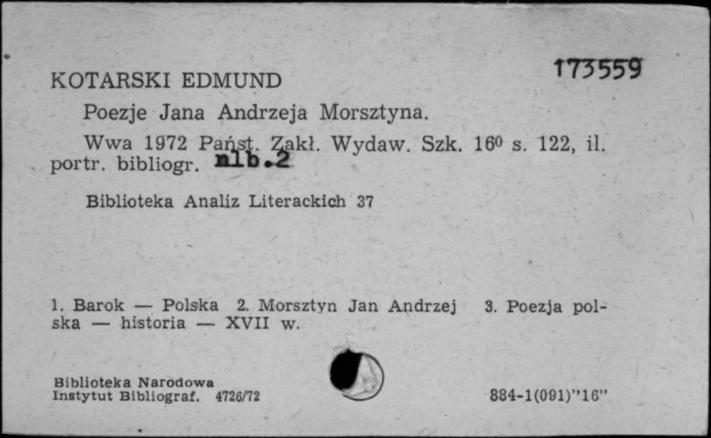 173559
KOTARSKI EDMUND
Poezje Jana Andrzeja Morsztyna.
Wwa 1972 Państ. Zakł. Wydaw. Szk. 16⁰ s. 122, il.
portr. bibliogr. nlb.2
Biblioteka Analiz Literackich 37
1. Barok — Polska 2. Morsztyn Jan Andrzej 3. Poezja pol-
ska — historia — XVII w.
Biblioteka Narodowa
Instytut Bibliograf. 4726/72
884-1(091)"16"